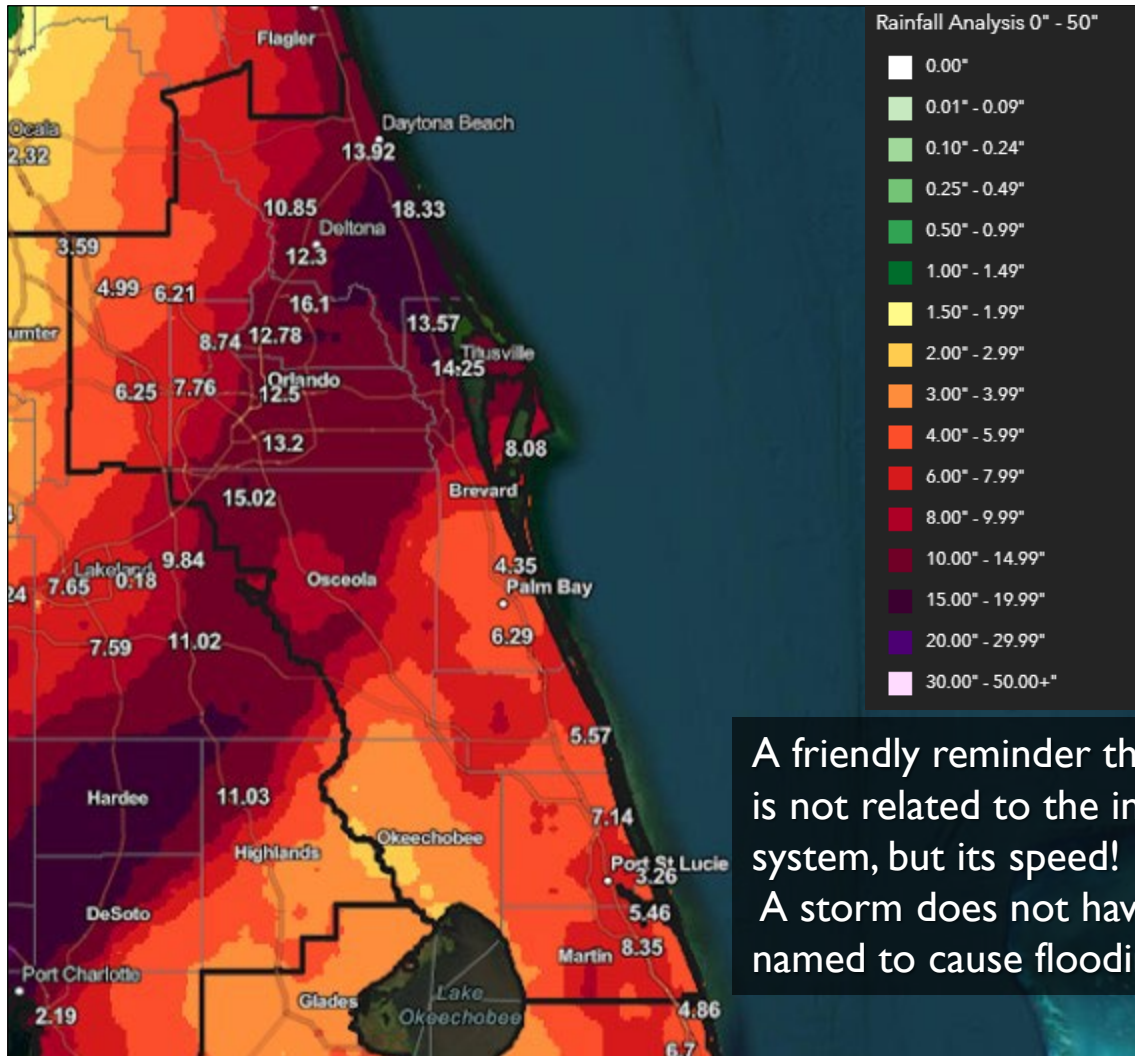 Flagler
Ocala
2.32
Daytona Beach
13.92
10.85
18.33
Deltona
12.3
3.59
4.99
6.21
16.1
umter
8.74
12.78
13.57
Titusville
14.25
Orlando
6.25
7.76
12.5
13.2
8.08
Brevard
15.02
4.35
Lakeland
9.84
Osceola
24
7.65
0.18
Palm Bay
6.29
7.59
11.02
5.57
Hardee
11.03
7.14
Okeechobee
Highlands
Port St Lucie
3.26
DeSoto
5.46
Martin
8.35
Port Charlotte
Glades
Lake
Okeechobee
2.19
4.86
6.7
Rainfall Analysis 0" - 50"
0.00"
0.01" - 0.09"
0.10" - 0.24"
0.25" - 0.49"
0.50" - 0.99"
1.00" - 1.49"
1.50" - 1.99"
2.00" - 2.99"
3.00" - 3.99"
4.00" - 5.99"
6.00" - 7.99"
8.00" - 9.99"
10.00" - 14.99"
15.00" - 19.99"
20.00" - 29.99"
30.00" - 50.00+"
A friendly reminder th
is not related to the in
system, but its speed!
A storm does not hav
named to cause floodi